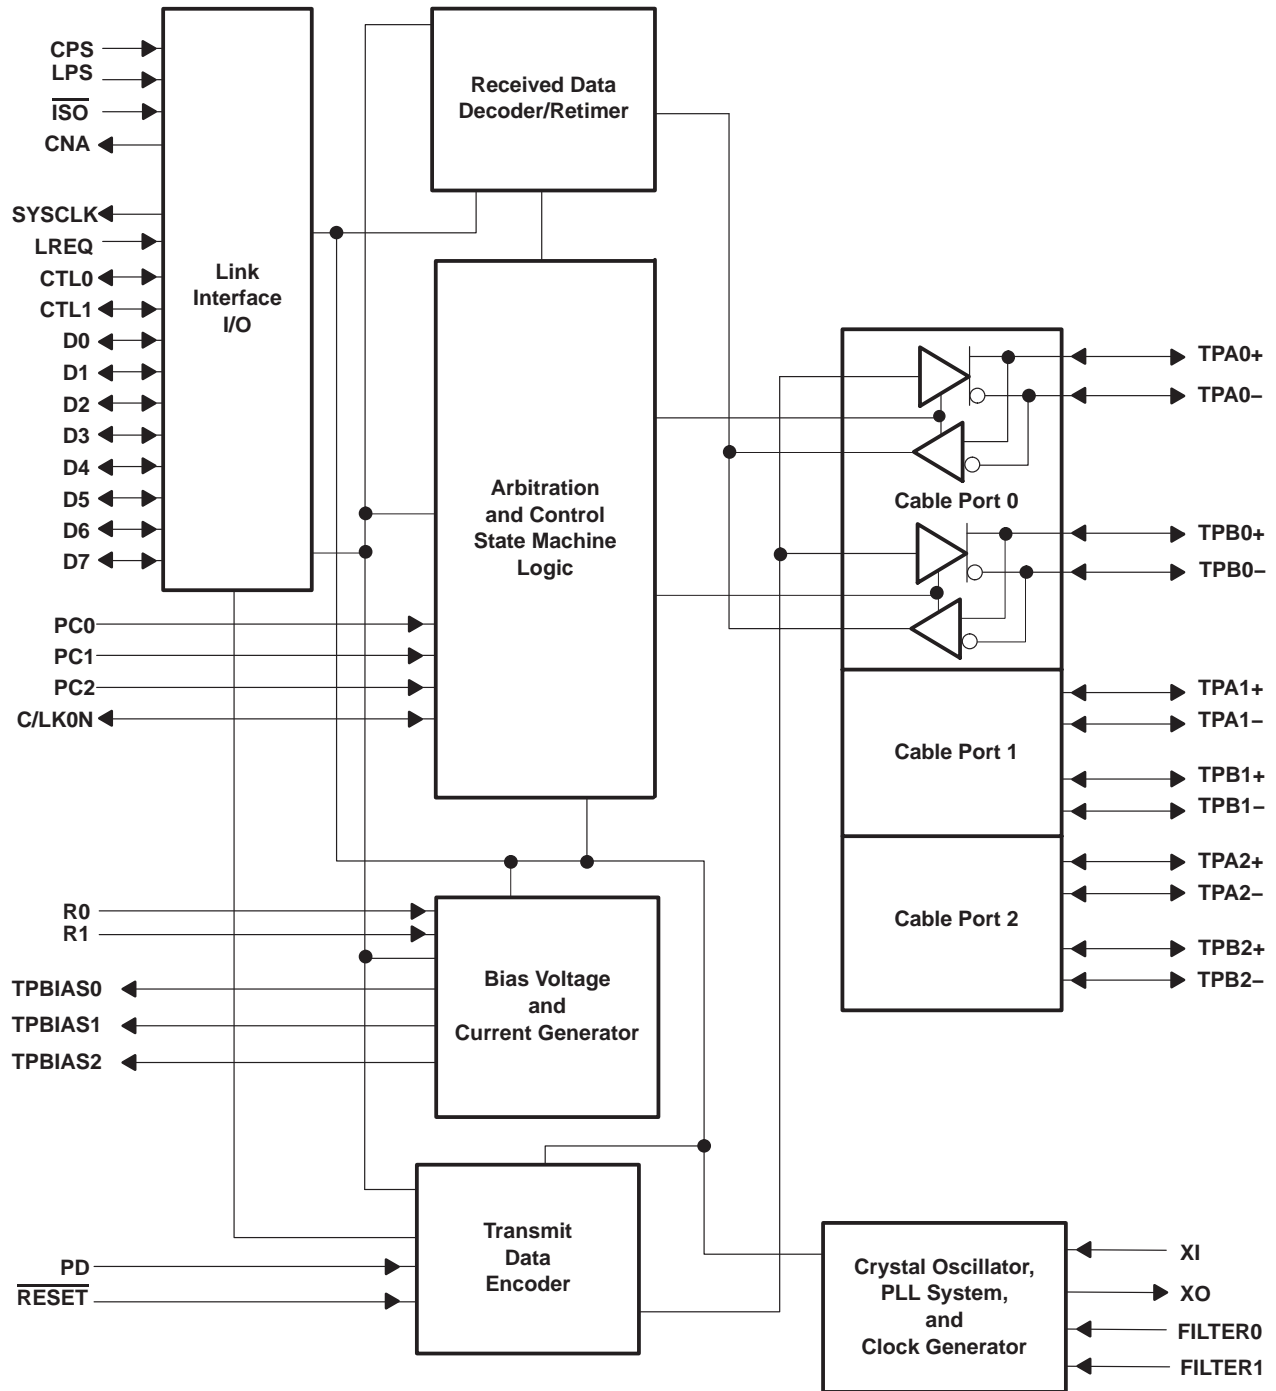 CPS
LPS
ISO
CNA
SYSCLK
LREQ
CTL0
CTL1
D0
D1
D2
D3
D4
D5
D6
D7
Link
Interface
I/O
Received Data
Decoder/Retimer
Arbitration
and Control
State Machine
Logic
PC0
PC1
PC2
C/LK0N
Cable Port 0
TPA0+
TPA0–
TPB0+
TPB0–
Cable Port 1
TPA1+
TPA1–
TPB1+
TPB1–
Cable Port 2
TPA2+
TPA2–
TPB2+
TPB2–
R0
R1
TPBIAS0
TPBIAS1
TPBIAS2
Bias Voltage
and
Current Generator
PD
RESET
Transmit
Data
Encoder
Crystal Oscillator,
PLL System,
and
Clock Generator
XI
XO
FILTER0
FILTER1